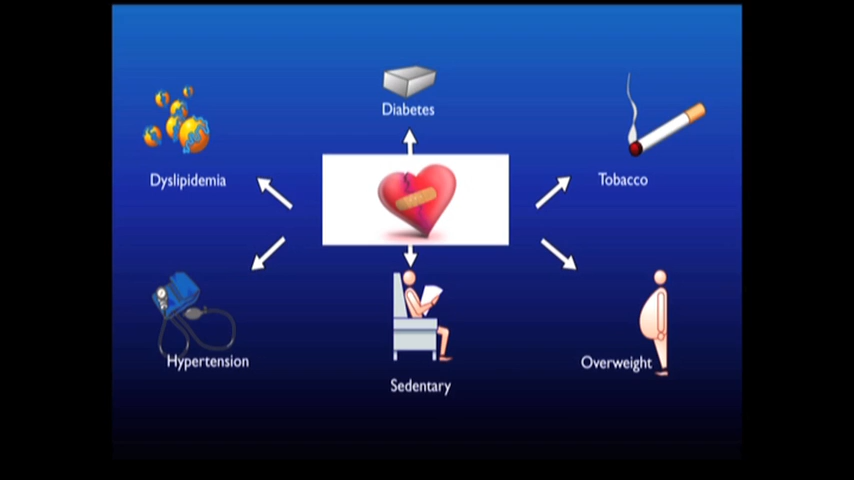 Diabetes
Dyslipidemia
Tobacco
Hypertension
Overweight
Sedentary